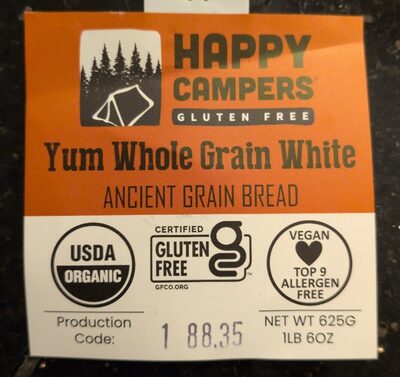 HAPPY
CAMPERS
GLUTEN FREE
Yum Whole Grain White
ANCIENT GRAIN BREAD
USDA
ORGANIC
CERTIFIED
GLUTEN
FREE
GFCO.ORG
VEGAN
TOP 9
ALLERGEN
FREE
Production
Code:
1 88.35
NET WT 625G
1LB 6OZ